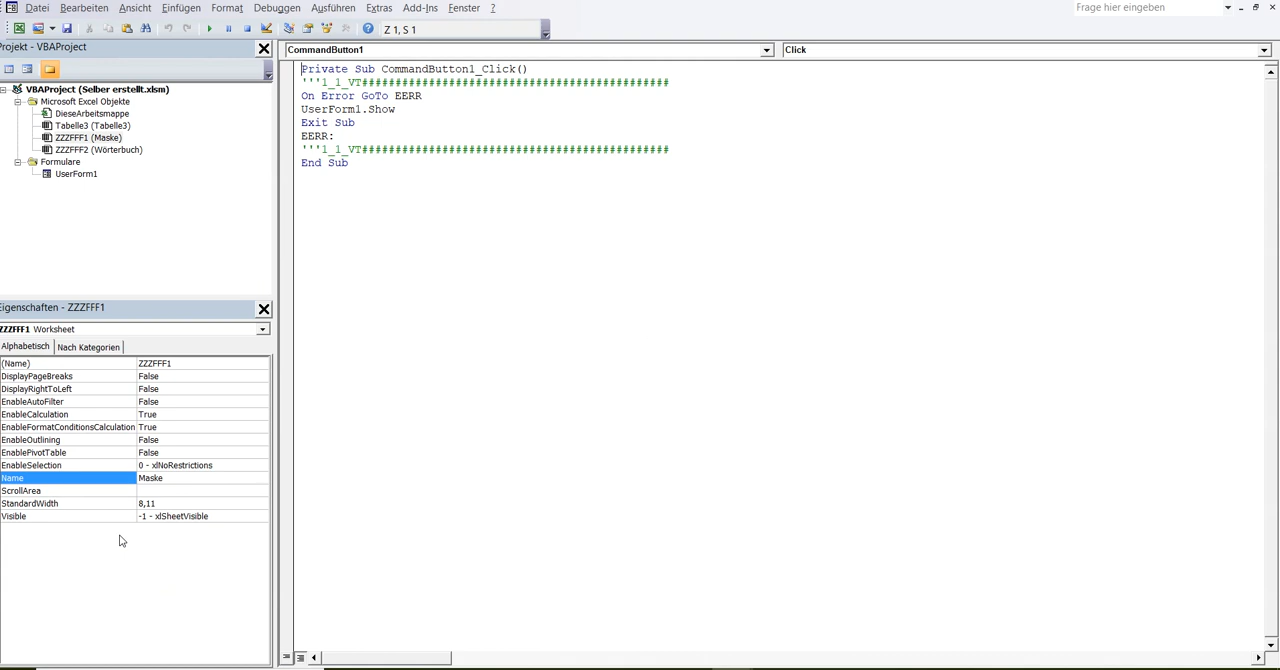 Datei Bearbeiten Ansicht Einfügen Format Debuggen Ausführen Extras Add-Ins Fenster ? Frage hier eingeben
Z 1, S 1
Projekt - VBAProject
CommandButton1 Click
VBAProject (Selber erstellt.xlsm)
Microsoft Excel Objekte
DieseArbeitsmappe
Tabelle3 (Tabelle3)
ZZZFFF1 (Maske)
ZZZFFF2 (Wörterbuch)
Formulare
UserForm1
Private Sub CommandButton1_Click()
'''1_1_VT##############################################
On Error GoTo EERR
UserForm1.Show
Exit Sub
EERR:
'''1_1_VT##############################################
End Sub
Eigenschaften - ZZZFFF1
ZZZFFF1 Worksheet
Alphabetisch Nach Kategorien
(Name) ZZZFFF1
DisplayPageBreaks False
DisplayRightToLeft False
EnableAutoFilter False
EnableCalculation True
EnableFormatConditionsCalculation True
EnableOutlining False
EnablePivotTable False
EnableSelection 0 - xlNoRestrictions
Name Maske
ScrollArea
StandardWidth 8,11
Visible -1 - xlSheetVisible